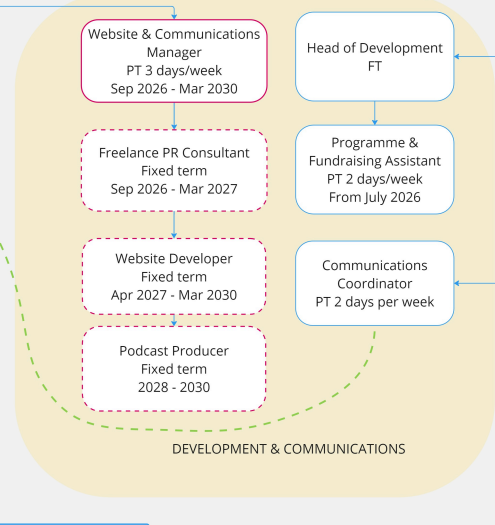 Website & Communications
Manager
PT 3 days/week
Sep 2026 - Mar 2030
Freelance PR Consultant
Fixed term
Sep 2026 - Mar 2027
Website Developer
Fixed term
Apr 2027 - Mar 2030
Podcast Producer
Fixed term
2028 - 2030
Head of Development
FT
Programme &
Fundraising Assistant
PT 2 days/week
From July 2026
Communications
Coordinator
PT 2 days per week
DEVELOPMENT & COMMUNICATIONS